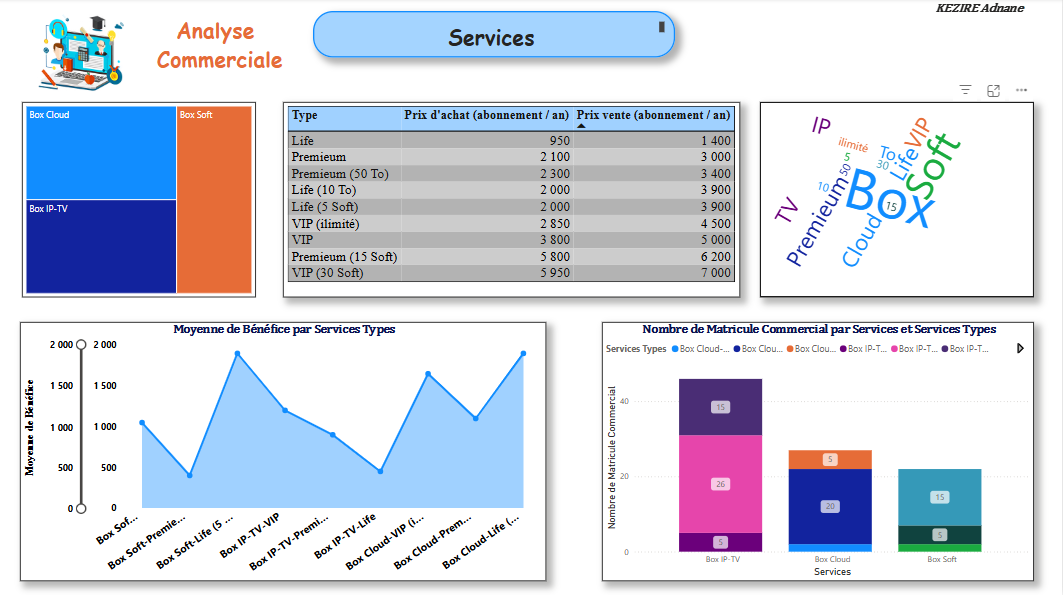 KEZIRE Adnane
Analyse
Commerciale
Services
Box Cloud
Box Soft
Box IP-TV
Type Prix d'achat (abonnement / an) Prix vente (abonnement / an)
Life 950 1 400
Premieum 2 100 3 000
Premieum (50 To) 2 300 3 400
Life (10 To) 2 000 3 900
Life (5 Soft) 2 000 3 900
VIP (ilimité) 2 850 4 500
VIP 3 800 5 000
Premieum (15 Soft) 5 800 6 200
VIP (30 Soft) 5 950 7 000
IP
ilimité
VIP
5
To
30
Life
Soft
50
10
Box
15
TV
Premieum
Cloud
Moyenne de Bénéfice par Services Types
Moyenne de Bénéfice
2 000 2 000
1 500 1 500
1 000 1 000
500 500
0 0
Box Sof...
Box Soft-Premie...
Box Soft-Life (5 ...
Box IP-TV-VIP
Box IP-TV-Premi...
Box IP-TV-Life
Box Cloud-VIP (i...
Box Cloud-Prem...
Box Cloud-Life (...
Nombre de Matricule Commercial par Services et Services Types
Services Types Box Cloud-... Box Clou... Box Clou... Box IP-T... Box IP-T... Box IP-T...
Nombre de Matricule Commercial
40
20
0
15
26
5
5
20
15
5
Box IP-TV Box Cloud Box Soft
Services